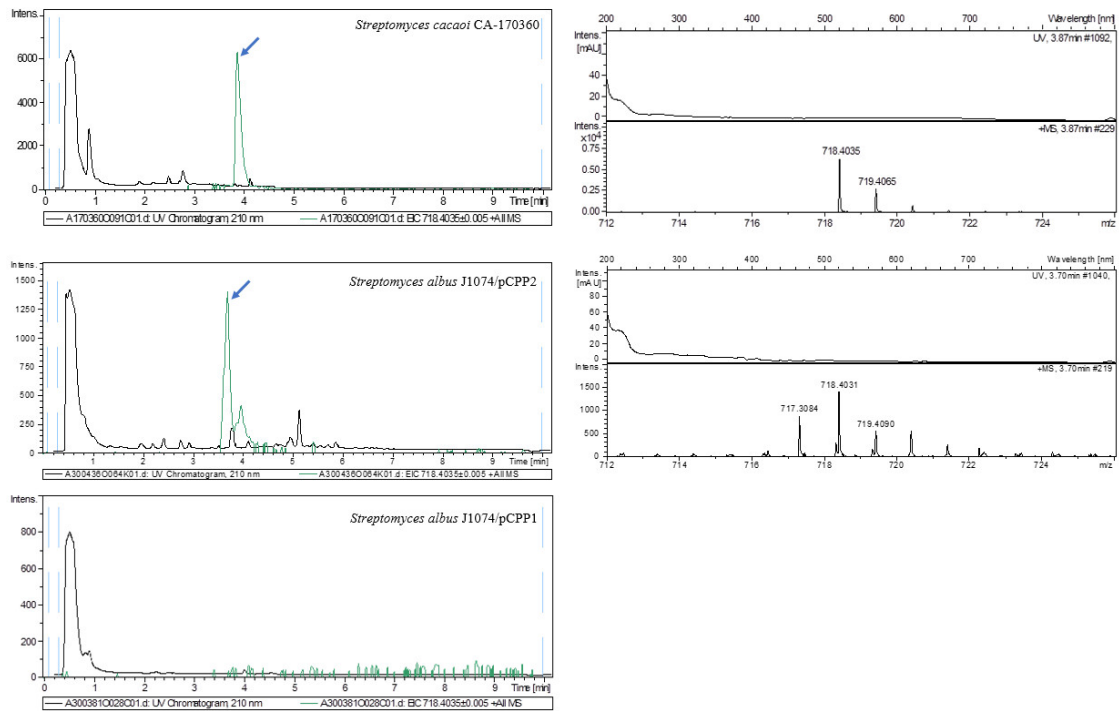 Intens.
Streptomyces cacaoi CA-170360
6000
4000
2000
0
0 1 2 3 4 5 6 7 8 9 Time [min]
A170360O091C01.d: UV Chromatogram, 210 nm A170360O091C01.d: EIC 718.4035±0.005 +All MS
200 300 400 500 600 700 Wavelength [nm]
Intens.
[mAU]
UV, 3.87min #1092,
40
20
0
Intens.
x10⁴
+MS, 3.87min #229
0.75
0.50
0.25
0.00
718.4035
719.4065
712 714 716 718 720 722 724 m/z
Intens.
Streptomyces albus J1074/pCPP2
1500
1250
1000
750
500
250
0
1 2 3 4 5 6 7 8 9 Time [min]
A300436O064K01.d: UV Chromatogram, 210 nm A300436O064K01.d: EIC 718.4035±0.005 +All MS
200 300 400 500 600 700 Wavelength [nm]
Intens.
[mAU]
UV, 3.70min #1040,
80
60
40
20
0
Intens.
+MS, 3.70min #219
1500
1000
500
0
717.3084
718.4031
719.4090
712 714 716 718 720 722 724 m/z
Intens.
Streptomyces albus J1074/pCPP1
800
600
400
200
0
0 1 2 3 4 5 6 7 8 9 Time [min]
A300381O028C01.d: UV Chromatogram, 210 nm A300381O028C01.d: EIC 718.4035±0.005 +All MS